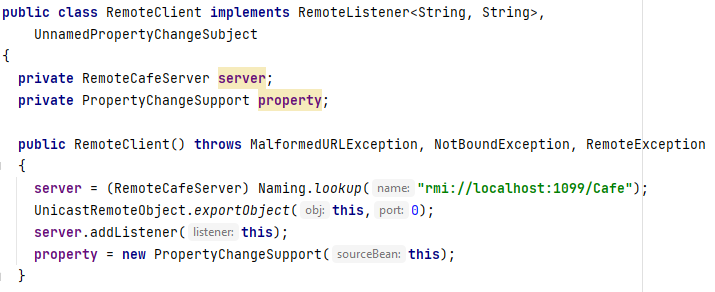 public class RemoteClient implements RemoteListener<String, String>,
    UnnamedPropertyChangeSubject
{
  private RemoteCafeServer server;
  private PropertyChangeSupport property;

  public RemoteClient() throws MalformedURLException, NotBoundException, RemoteException
  {
    server = (RemoteCafeServer) Naming.lookup( name: "rmi://localhost:1099/Cafe");
    UnicastRemoteObject.exportObject( obj: this, port: 0);
    server.addListener( listener: this);
    property = new PropertyChangeSupport( sourceBean: this);
  }